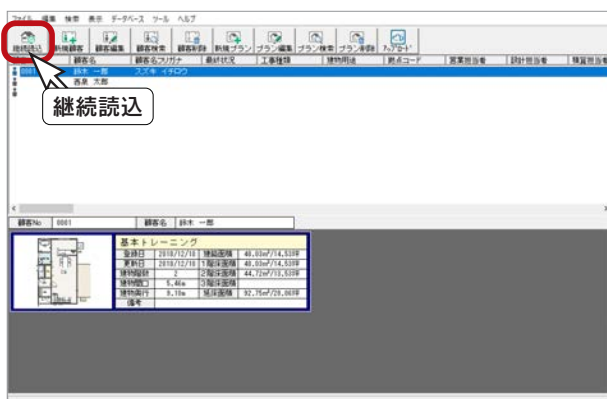 ファイル 編集 検索 表示 データベース ツール ヘルプ
継続読込 新規顧客 顧客編集 顧客検索 顧客削除 新規プラン プラン編集 プラン検索 プラン削除 アップロード
顧客名 顧客名フリガナ 最終状況 工事種類 建物用途 拠点コード 営業担当者 設計担当者 積算担当者
0001 鈴木 一郎 スズキ イチロウ
西泉 太郎
継続読込
顧客No 0001 顧客名 鈴木 一郎
基本トレーニング
登録日 2018/12/18 建築面積 48.03m²/14.53坪
更新日 2018/12/18 1階床面積 48.03m²/14.53坪
建物階数 2 2階床面積 44.72m²/13.53坪
建物間口 5.46m 3階床面積
建物奥行 9.10m 延床面積 92.75m²/28.06坪
備考